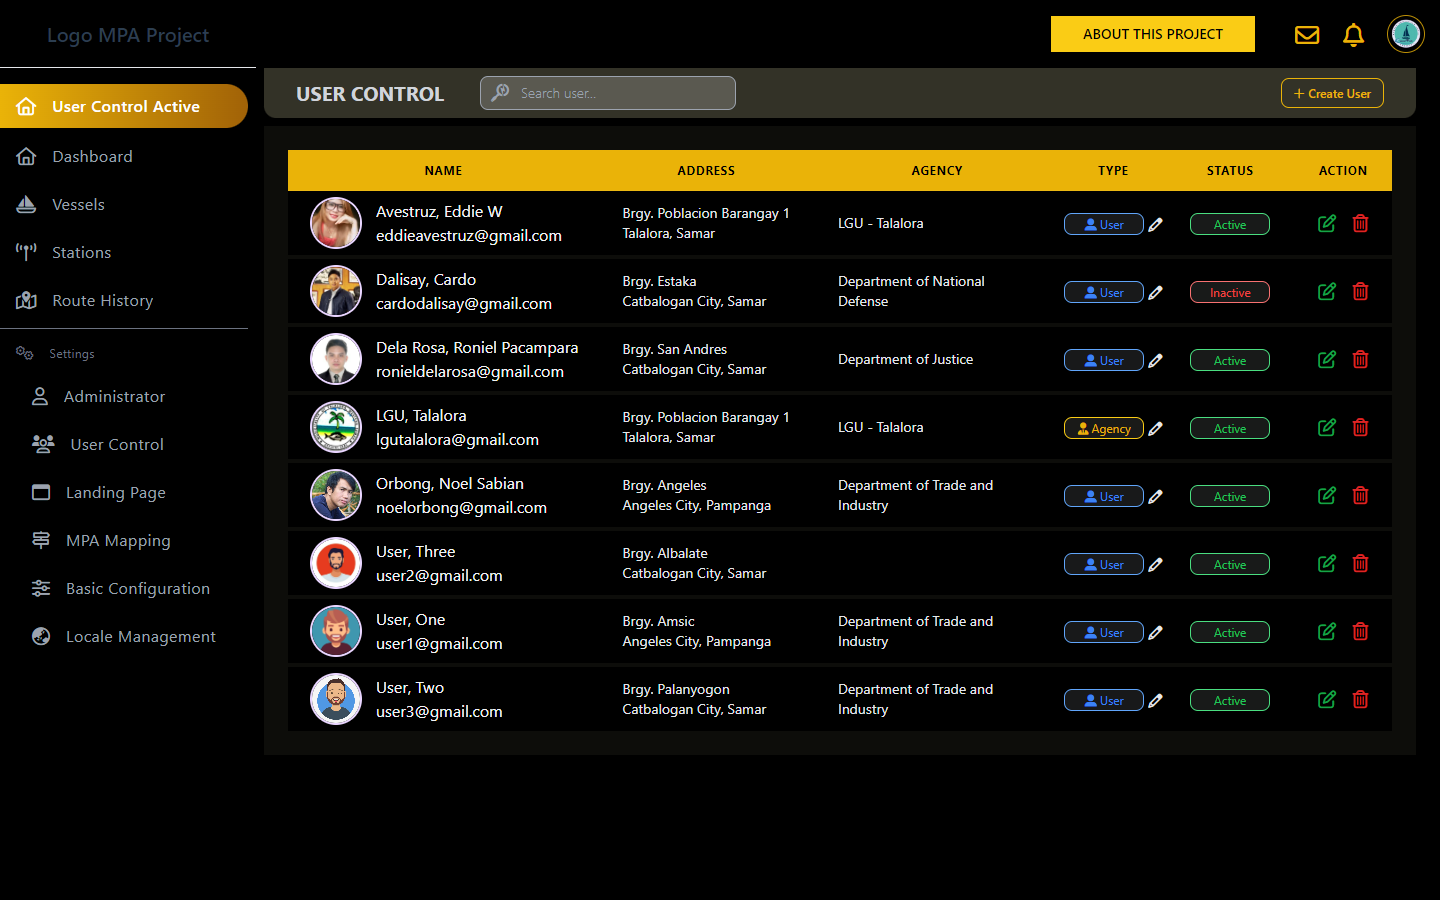 Logo MPA Project
ABOUT THIS PROJECT
User Control Active
Dashboard
Vessels
Stations
Route History
Settings
Administrator
User Control
Landing Page
MPA Mapping
Basic Configuration
Locale Management
USER CONTROL
Search user...
+ Create User
NAME ADDRESS AGENCY TYPE STATUS ACTION
Avestruz, Eddie W
eddieavestruz@gmail.com
Brgy. Poblacion Barangay 1
Talalora, Samar
LGU - Talalora
User
Active
Dalisay, Cardo
cardodalisay@gmail.com
Brgy. Estaka
Catbalogan City, Samar
Department of National
Defense
User
Inactive
Dela Rosa, Roniel Pacampara
ronieldelarosa@gmail.com
Brgy. San Andres
Catbalogan City, Samar
Department of Justice
User
Active
LGU, Talalora
lgutalalora@gmail.com
Brgy. Poblacion Barangay 1
Talalora, Samar
LGU - Talalora
Agency
Active
Orbong, Noel Sabian
noelorbong@gmail.com
Brgy. Angeles
Angeles City, Pampanga
Department of Trade and
Industry
User
Active
User, Three
user2@gmail.com
Brgy. Albalate
Catbalogan City, Samar
User
Active
User, One
user1@gmail.com
Brgy. Amsic
Angeles City, Pampanga
Department of Trade and
Industry
User
Active
User, Two
user3@gmail.com
Brgy. Palanyogon
Catbalogan City, Samar
Department of Trade and
Industry
User
Active